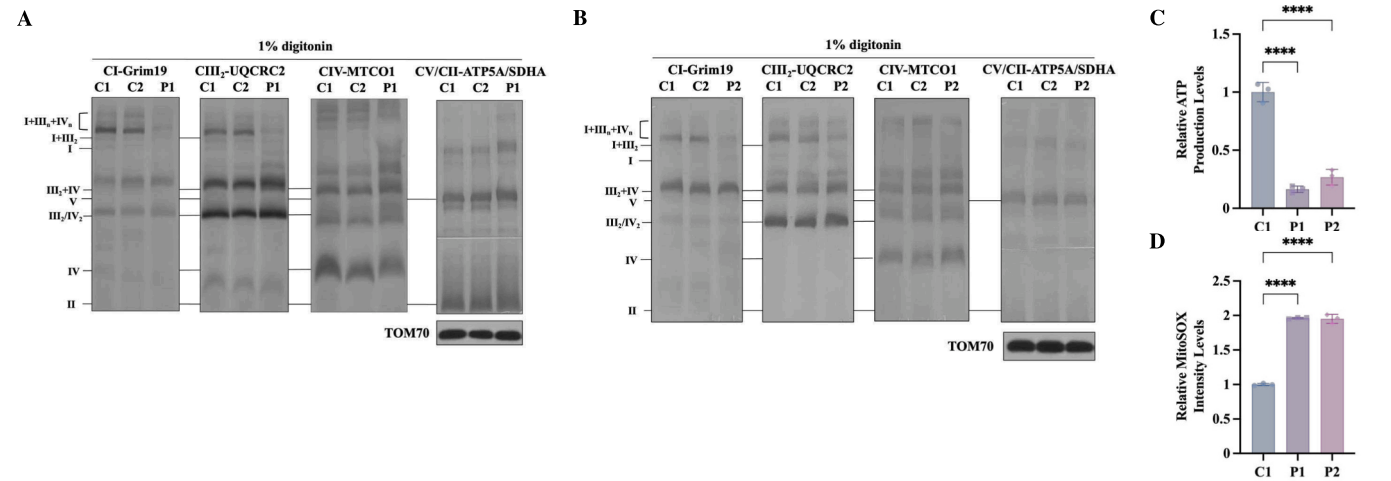 A
1% digitonin
CI-Grim19 CIII₂-UQCRC2 CIV-MTCO1 CV/CII-ATP5A/SDHA
C1 C2 P1 C1 C2 P1 C1 C2 P1 C1 C2 P1
I+IIIₙ+IVₙ
I+III₂
I
III₂+IV
V
III₂/IV₂
IV
II
TOM70
B
1% digitonin
CI-Grim19 CIII₂-UQCRC2 CIV-MTCO1 CV/CII-ATP5A/SDHA
C1 C2 P2 C1 C2 P2 C1 C2 P2 C1 C2 P2
I+IIIₙ+IVₙ
I+III₂
I
III₂+IV
V
III₂/IV₂
IV
II
TOM70
C
Relative ATP
Production Levels
1.5
1
0.5
0
****
****
C1 P1 P2
D
Relative MitoSOX
Intensity Levels
2.5
2
1.5
1
0.5
0
****
****
C1 P1 P2